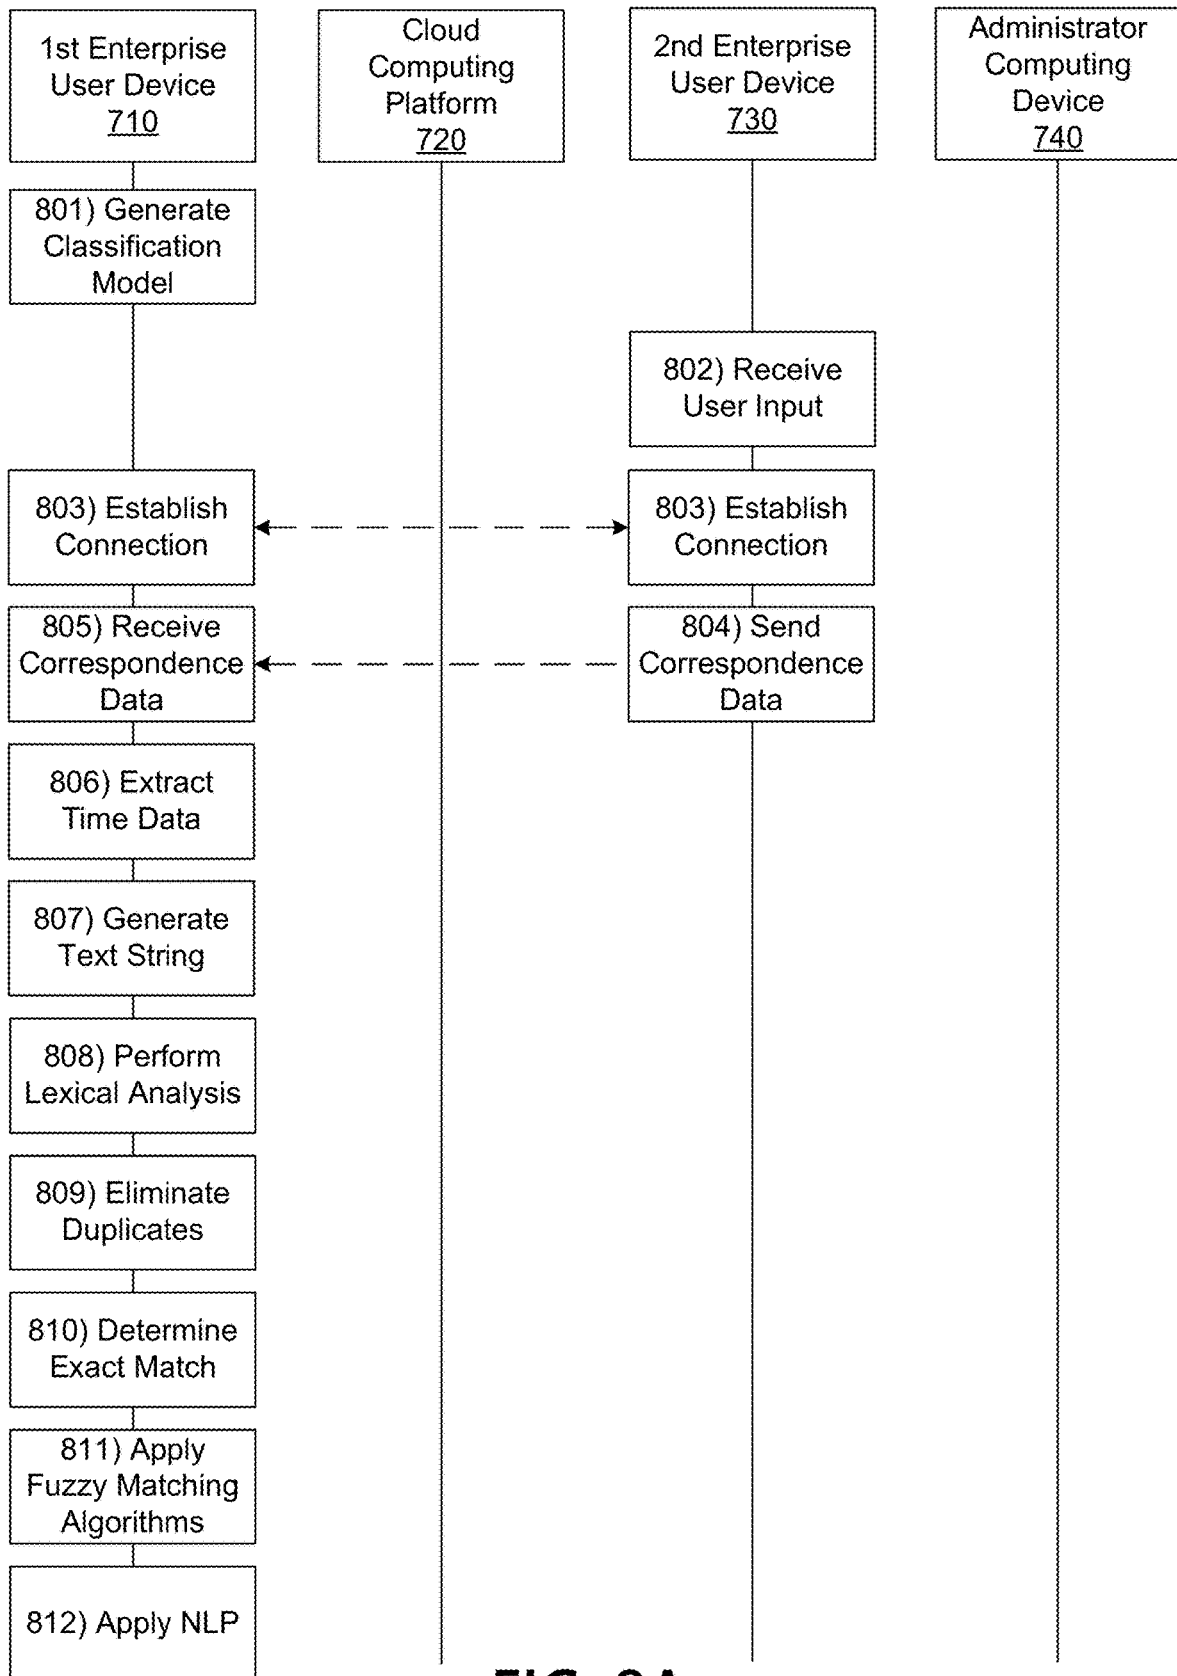 1st Enterprise
User Device
710
Cloud
Computing
Platform
720
2nd Enterprise
User Device
730
Administrator
Computing
Device
740
801) Generate
Classification
Model
802) Receive
User Input
803) Establish
Connection
803) Establish
Connection
805) Receive
Correspondence
Data
804) Send
Correspondence
Data
806) Extract
Time Data
807) Generate
Text String
808) Perform
Lexical Analysis
809) Eliminate
Duplicates
810) Determine
Exact Match
811) Apply
Fuzzy Matching
Algorithms
812) Apply NLP
FIG. 8A